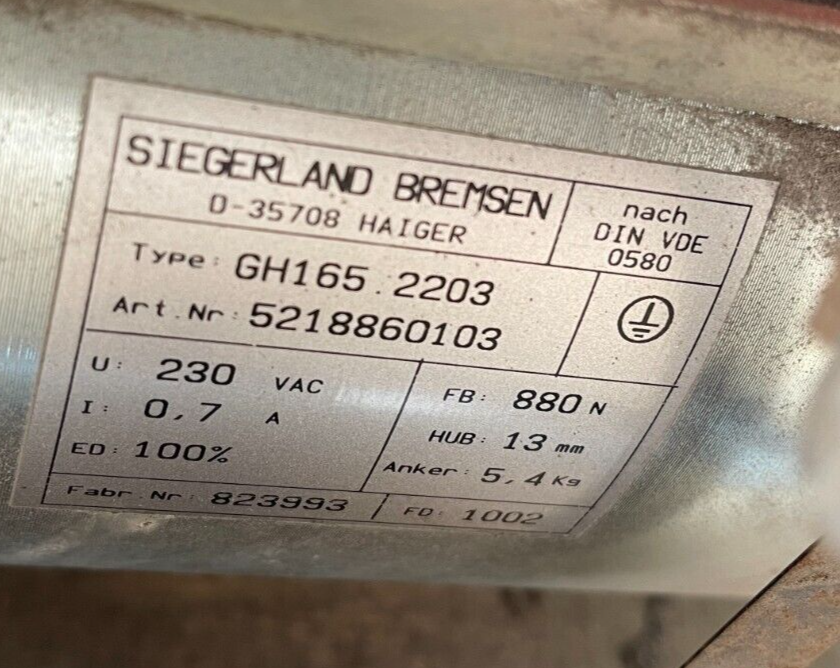 SIEGERLAND BREMSEN
D-35708 HAIGER
nach
DIN VDE
0580
Type: GH165.2203
Art.Nr: 5218860103
U: 230 VAC
I: 0,7 A
ED: 100%
FB: 880 N
HUB: 13 mm
Anker: 5,4 Kg
Fabr.Nr: 823993
FD: 1002